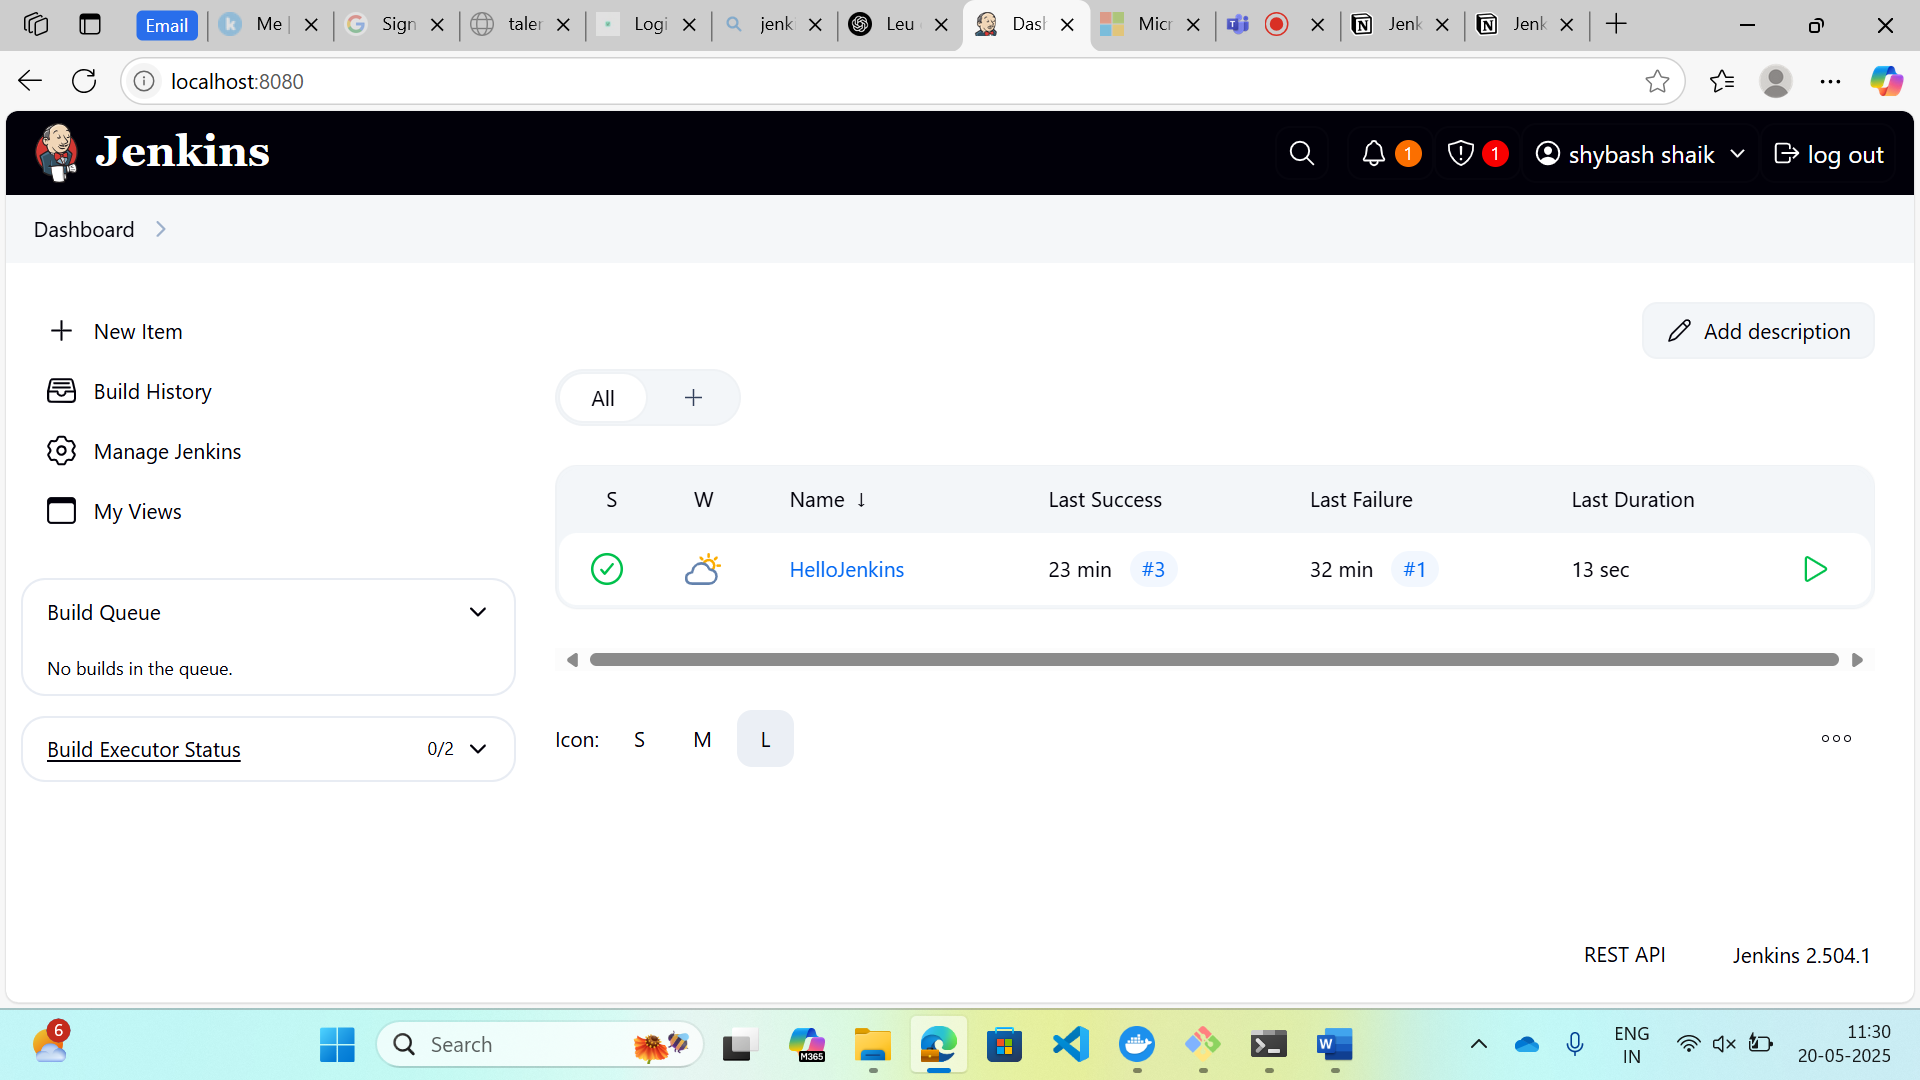 Email Me Sign taler Logi jenki Leu Dash Micr Jenk Jenk
localhost:8080
Jenkins 1 1 shybash shaik log out
Dashboard
New Item
Add description
Build History
All
Manage Jenkins
My Views
S W Name ↓ Last Success Last Failure Last Duration
HelloJenkins 23 min #3 32 min #1 13 sec
Build Queue
No builds in the queue.
Build Executor Status 0/2
Icon: S M L
REST API Jenkins 2.504.1
6
Search
M365
ENG
IN
11:30
20-05-2025